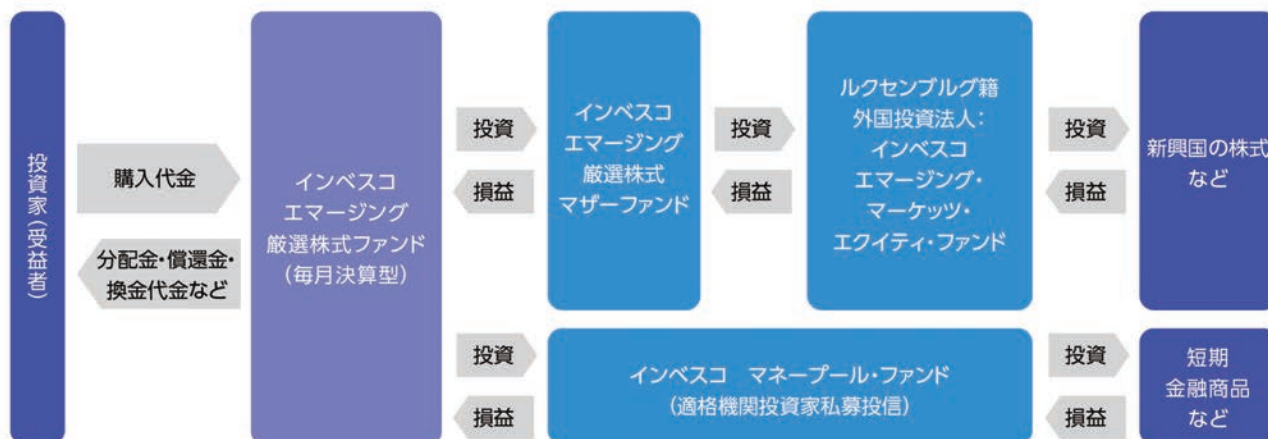 投資家(受益者)
購入代金
分配金・償還金・
換金代金など
インベスコ
エマージング
厳選株式ファンド
(毎月決算型)
投資
損益
インベスコ
エマージング
厳選株式
マザーファンド
投資
損益
ルクセンブルグ籍
外国投資法人:
インベスコ
エマージング・
マーケッツ・
エクイティ・ファンド
投資
損益
新興国の株式
など
投資
損益
インベスコ　マネープール・ファンド
(適格機関投資家私募投信)
投資
損益
短期
金融商品
など